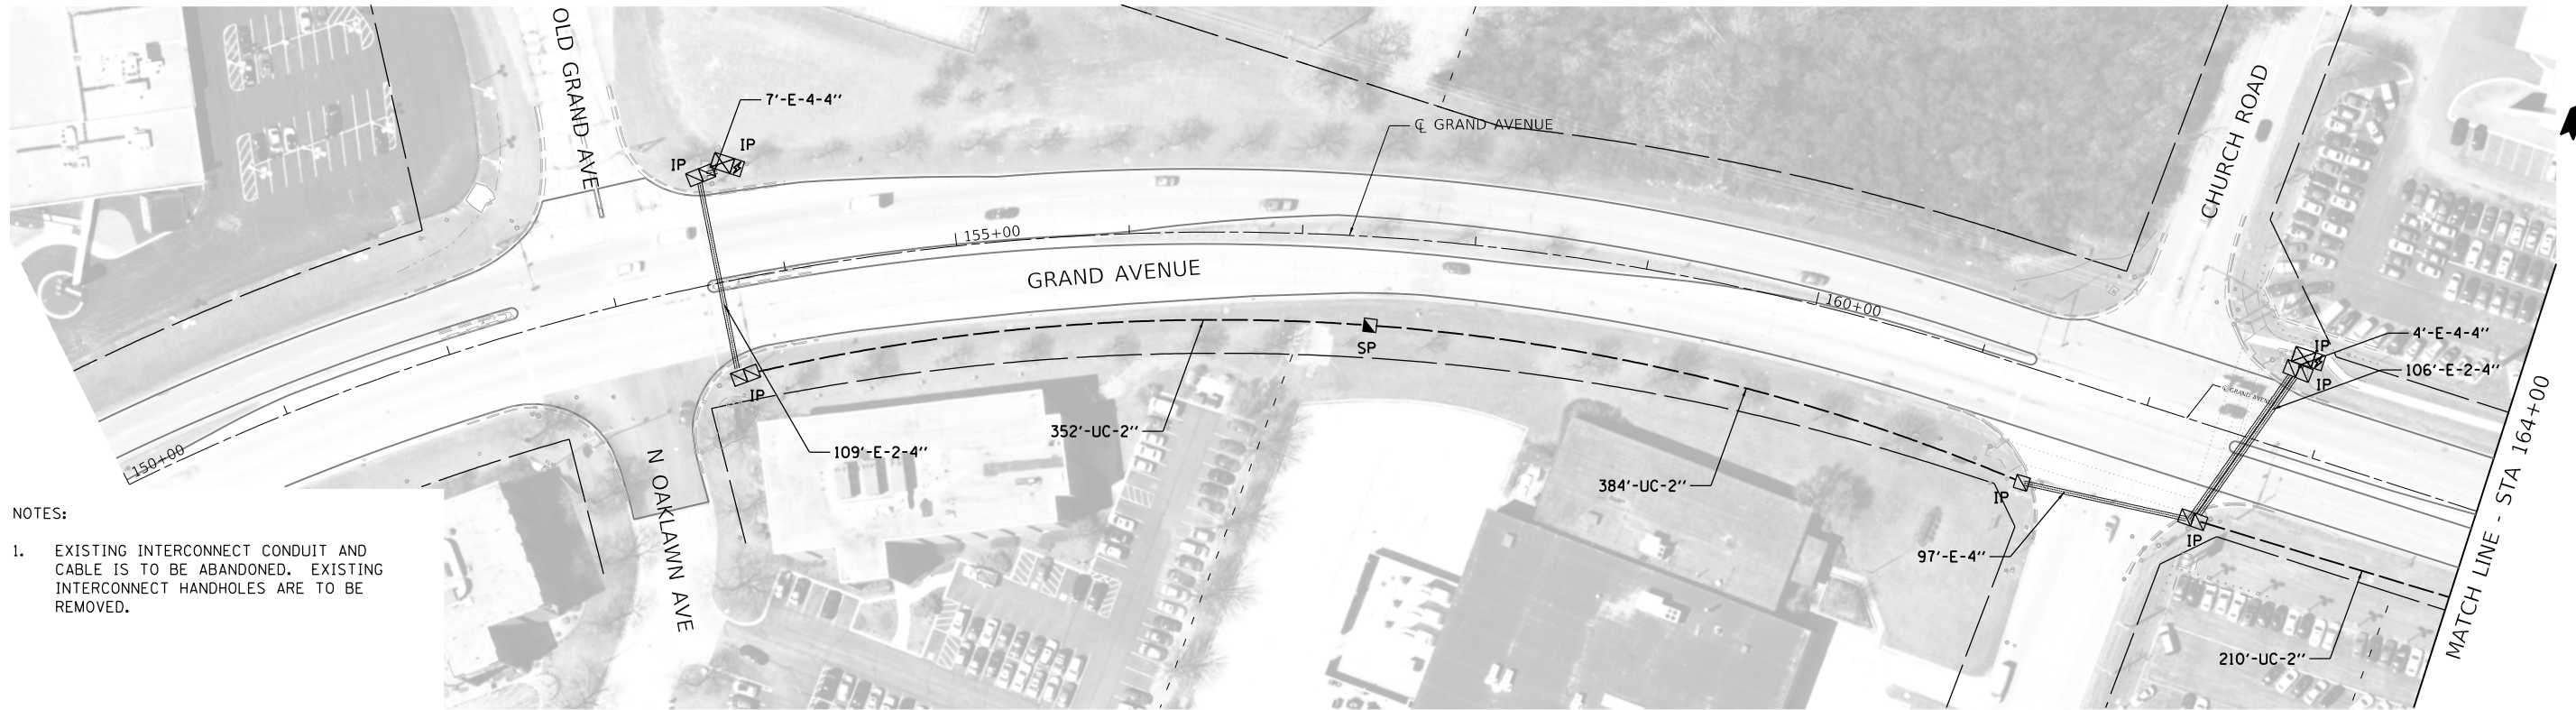 OLD GRAND AVE
7'-E-4-4''
IP
IP
℄ GRAND AVENUE
CHURCH ROAD
155+00
GRAND AVENUE
160+00
SP
IP
4'-E-4-4''
IP
106'-E-2-4''
IP
℄ GRAND AVENUE
352'-UC-2''
109'-E-2-4''
150+00
N OAKLAWN AVE
384'-UC-2''
IP
97'-E-4''
IP
210'-UC-2''
MATCH LINE - STA 164+00
NOTES:
1. EXISTING INTERCONNECT CONDUIT AND
CABLE IS TO BE ABANDONED. EXISTING
INTERCONNECT HANDHOLES ARE TO BE
REMOVED.